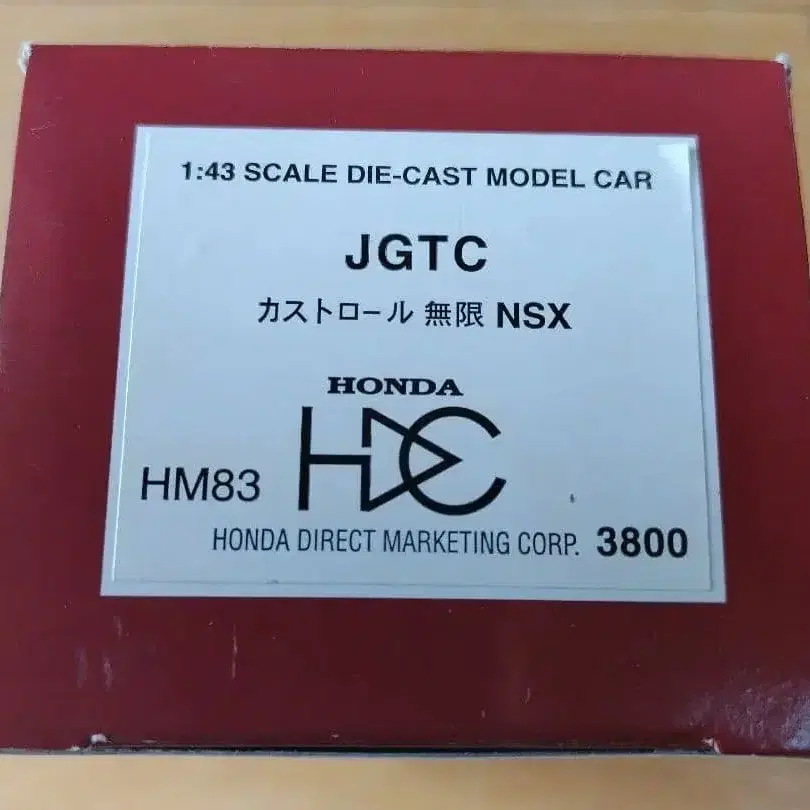 1:43 SCALE DIE-CAST MODEL CAR
JGTC
カストロール 無限 NSX
HONDA
HDC
HM83
HONDA DIRECT MARKETING CORP. 3800